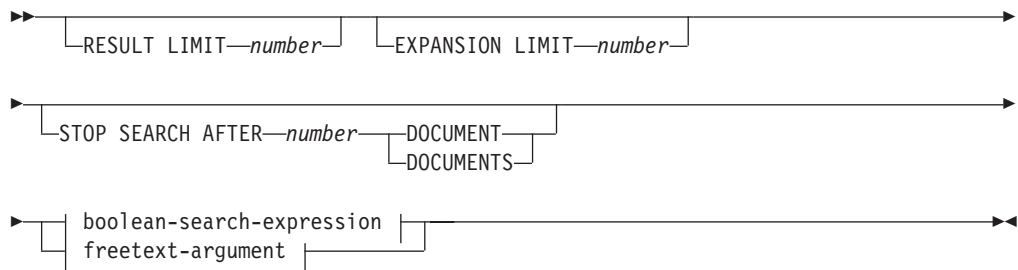 RESULT LIMIT number EXPANSION LIMIT number
STOP SEARCH AFTER number DOCUMENT
DOCUMENTS
boolean-search-expression
freetext-argument